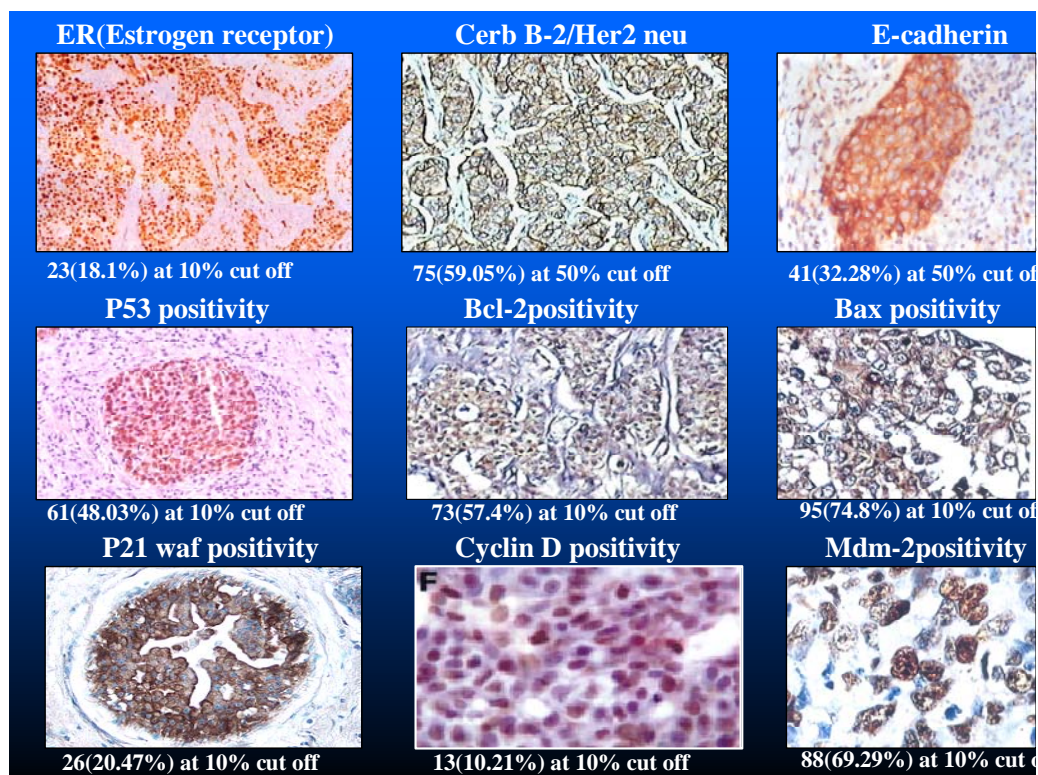 ER(Estrogen receptor) Cerb B-2/Her2 neu E-cadherin
23(18.1%) at 10% cut off 75(59.05%) at 50% cut off 41(32.28%) at 50% cut of
P53 positivity Bcl-2positivity Bax positivity
61(48.03%) at 10% cut off 73(57.4%) at 10% cut off 95(74.8%) at 10% cut of
P21 waf positivity Cyclin D positivity Mdm-2positivity
F
26(20.47%) at 10% cut off 13(10.21%) at 10% cut off 88(69.29%) at 10% cut o